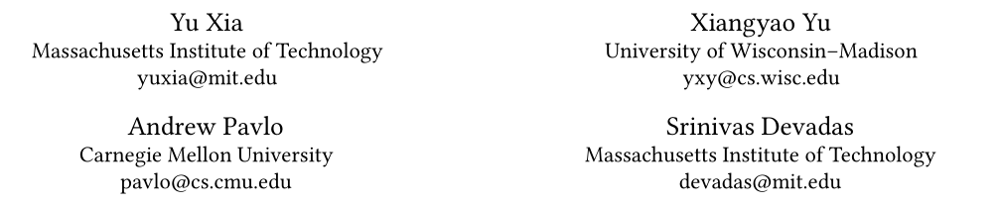 Yu Xia
Massachusetts Institute of Technology
yuxia@mit.edu
Xiangyao Yu
University of Wisconsin–Madison
yxy@cs.wisc.edu
Andrew Pavlo
Carnegie Mellon University
pavlo@cs.cmu.edu
Srinivas Devadas
Massachusetts Institute of Technology
devadas@mit.edu